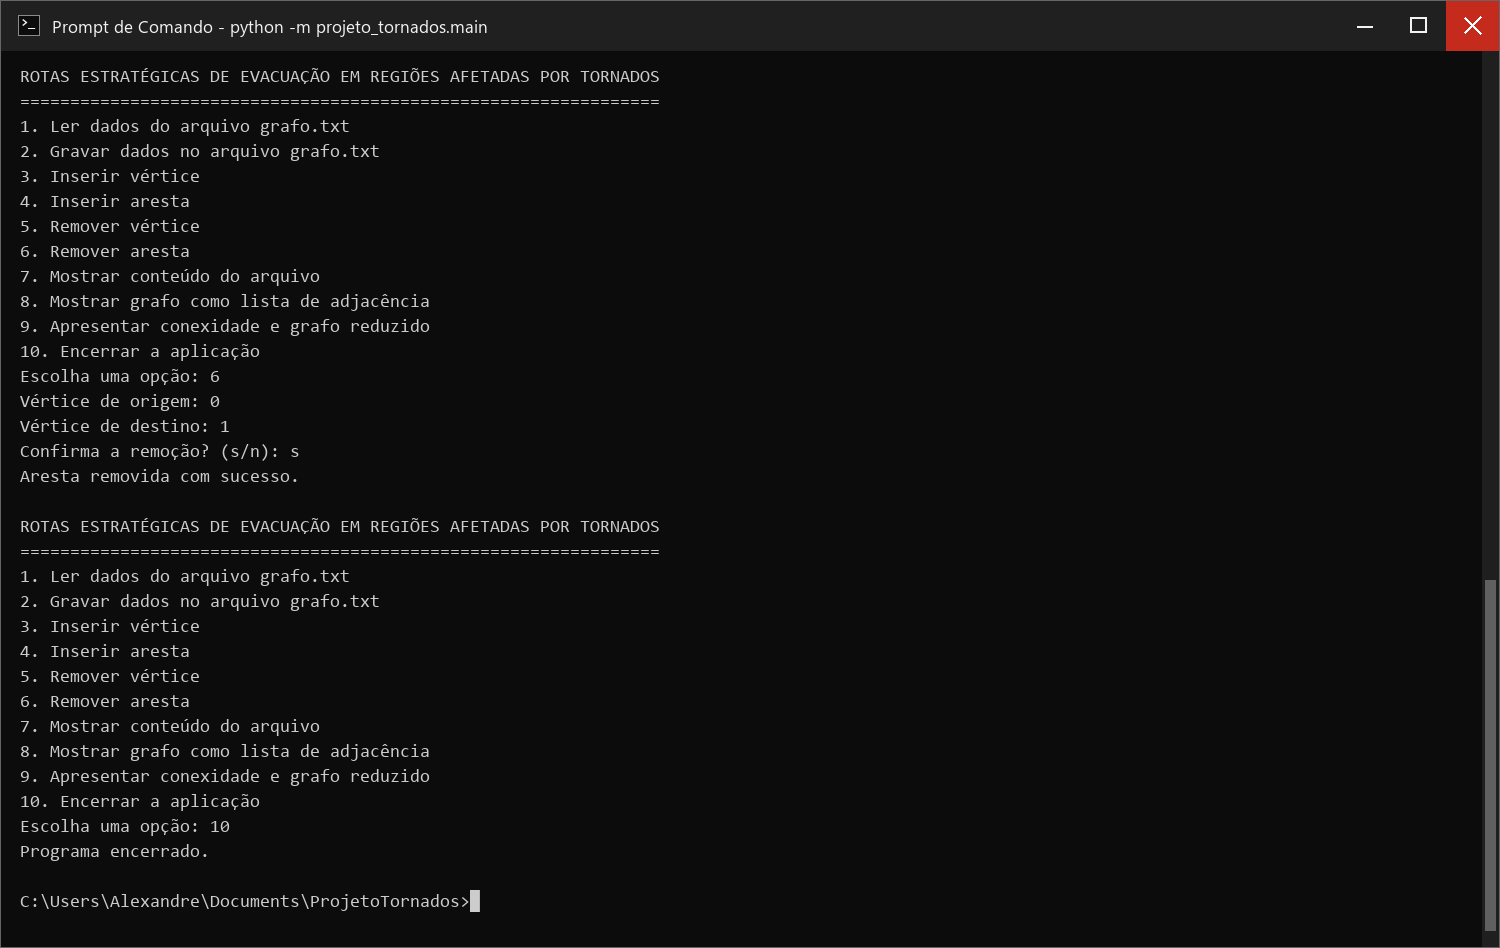 Prompt de Comando - python -m projeto_tornados.main
ROTAS ESTRATÉGICAS DE EVACUAÇÃO EM REGIÕES AFETADAS POR TORNADOS
================================================================
1. Ler dados do arquivo grafo.txt
2. Gravar dados no arquivo grafo.txt
3. Inserir vértice
4. Inserir aresta
5. Remover vértice
6. Remover aresta
7. Mostrar conteúdo do arquivo
8. Mostrar grafo como lista de adjacência
9. Apresentar conexidade e grafo reduzido
10. Encerrar a aplicação
Escolha uma opção: 6
Vértice de origem: 0
Vértice de destino: 1
Confirma a remoção? (s/n): s
Aresta removida com sucesso.

ROTAS ESTRATÉGICAS DE EVACUAÇÃO EM REGIÕES AFETADAS POR TORNADOS
================================================================
1. Ler dados do arquivo grafo.txt
2. Gravar dados no arquivo grafo.txt
3. Inserir vértice
4. Inserir aresta
5. Remover vértice
6. Remover aresta
7. Mostrar conteúdo do arquivo
8. Mostrar grafo como lista de adjacência
9. Apresentar conexidade e grafo reduzido
10. Encerrar a aplicação
Escolha uma opção: 10
Programa encerrado.

C:\Users\Alexandre\Documents\ProjetoTornados>